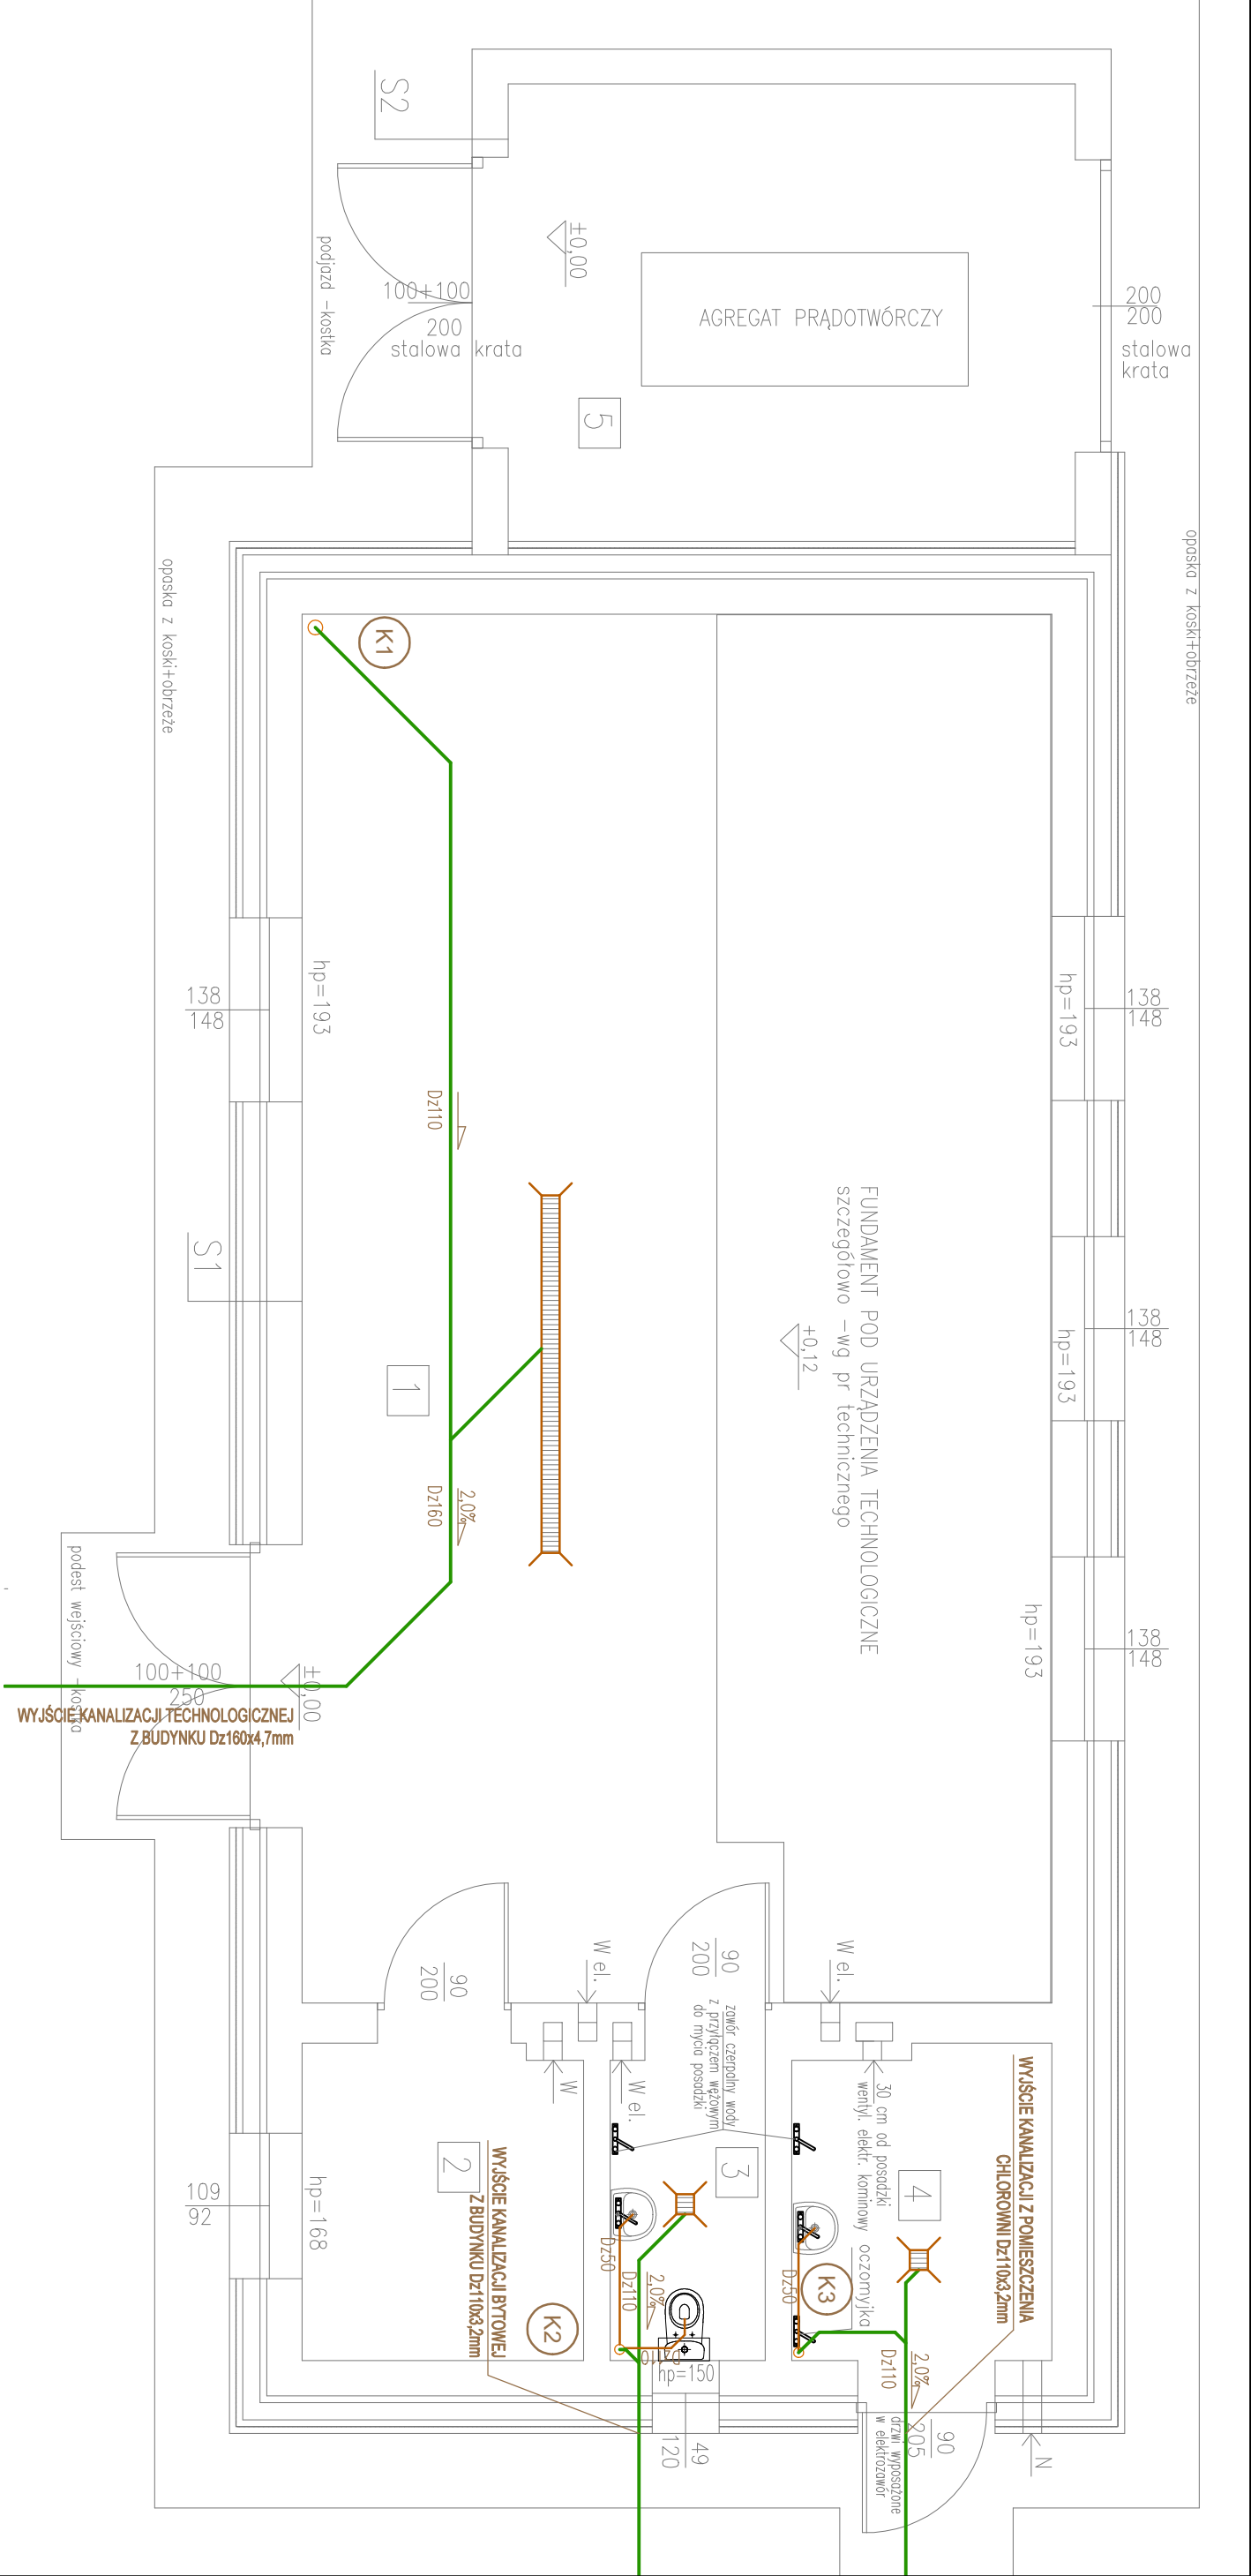 S2
podjazd -kostka
100+100
200
stalowa krata
±0,00
AGREGAT PRĄDOTWÓRCZY
5
200
200
stalowa
krata
opaska z koski+obrzeże
opaska z koski+obrzeże
K1
138
148
hp=193
hp=193
138
148
Dz110
S1
FUNDAMENT POD URZĄDZENIA TECHNOLOGICZNE
szczegółowo -wg pr technicznego
+0,12
1
hp=193
138
148
Dz160
2,0%
hp=193
138
148
podest wejściowy -kostka
100+100
250
±0,00
WYJŚCIE KANALIZACJI TECHNOLOGICZNEJ
Z BUDYNKU Dz160x4,7mm
90
200
W el.
90
200
W el.
zawór czerpalny wody
z przyłączem wężowym
do mycia posadzki
W
W el.
30 cm od posadzki
wentyl. elektr. kominowy
WYJŚCIE KANALIZACJI Z POMIESZCZENIA
CHLOROWNI Dz110x3,2mm
2
3
4
109
92
hp=168
WYJŚCIE KANALIZACJI BYTOWEJ
Z BUDYNKU Dz110x3,2mm
K2
Dz50
Dz110
2,0%
Dz110
hp=150
Dz50
K3
oczomyjka
Dz110
2,0%
49
120
90
205
drzwi wyposażone
w elektrozawór
N